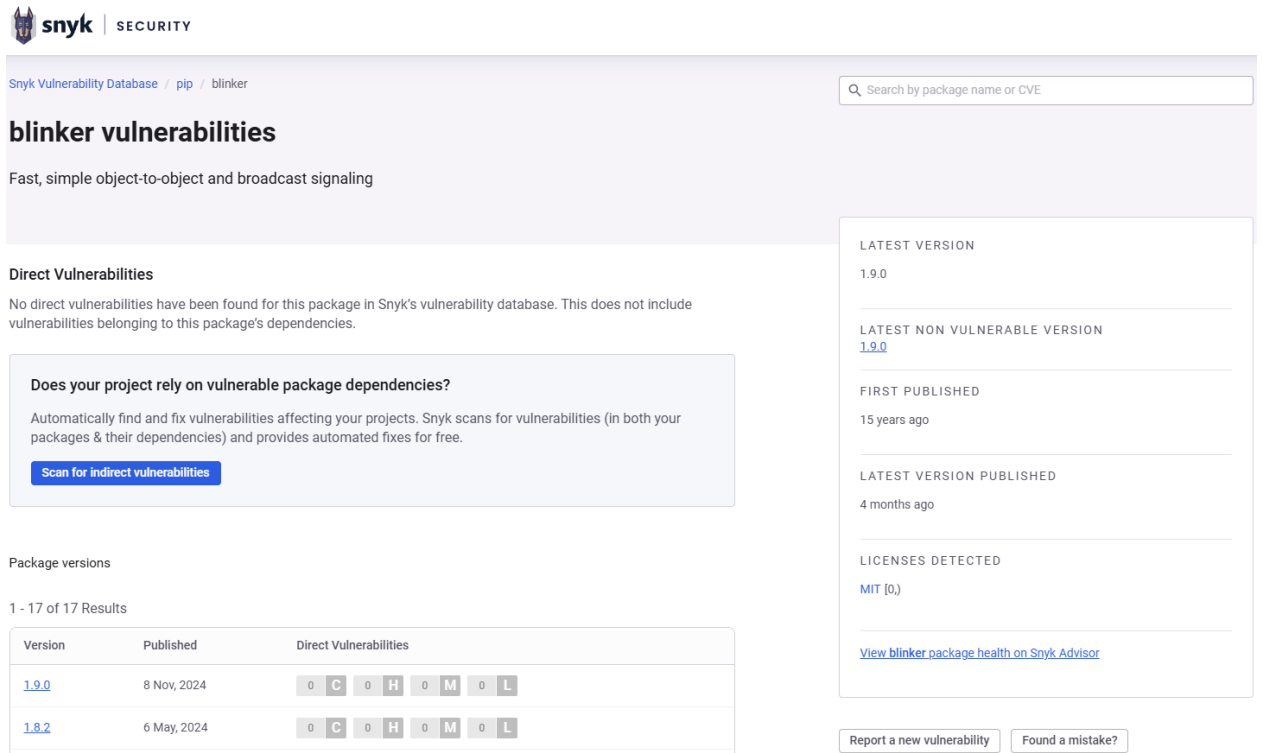 snyk | SECURITY
Snyk Vulnerability Database / pip / blinker
Search by package name or CVE
blinker vulnerabilities
Fast, simple object-to-object and broadcast signaling
Direct Vulnerabilities
No direct vulnerabilities have been found for this package in Snyk's vulnerability database. This does not include
vulnerabilities belonging to this package's dependencies.
Does your project rely on vulnerable package dependencies?
Automatically find and fix vulnerabilities affecting your projects. Snyk scans for vulnerabilities (in both your
packages & their dependencies) and provides automated fixes for free.
Scan for indirect vulnerabilities
Package versions
1 - 17 of 17 Results
Version Published Direct Vulnerabilities
1.9.0 8 Nov, 2024 0 C 0 H 0 M 0 L
1.8.2 6 May, 2024 0 C 0 H 0 M 0 L
LATEST VERSION
1.9.0
LATEST NON VULNERABLE VERSION
1.9.0
FIRST PUBLISHED
15 years ago
LATEST VERSION PUBLISHED
4 months ago
LICENSES DETECTED
MIT [0,)
View blinker package health on Snyk Advisor
Report a new vulnerability Found a mistake?